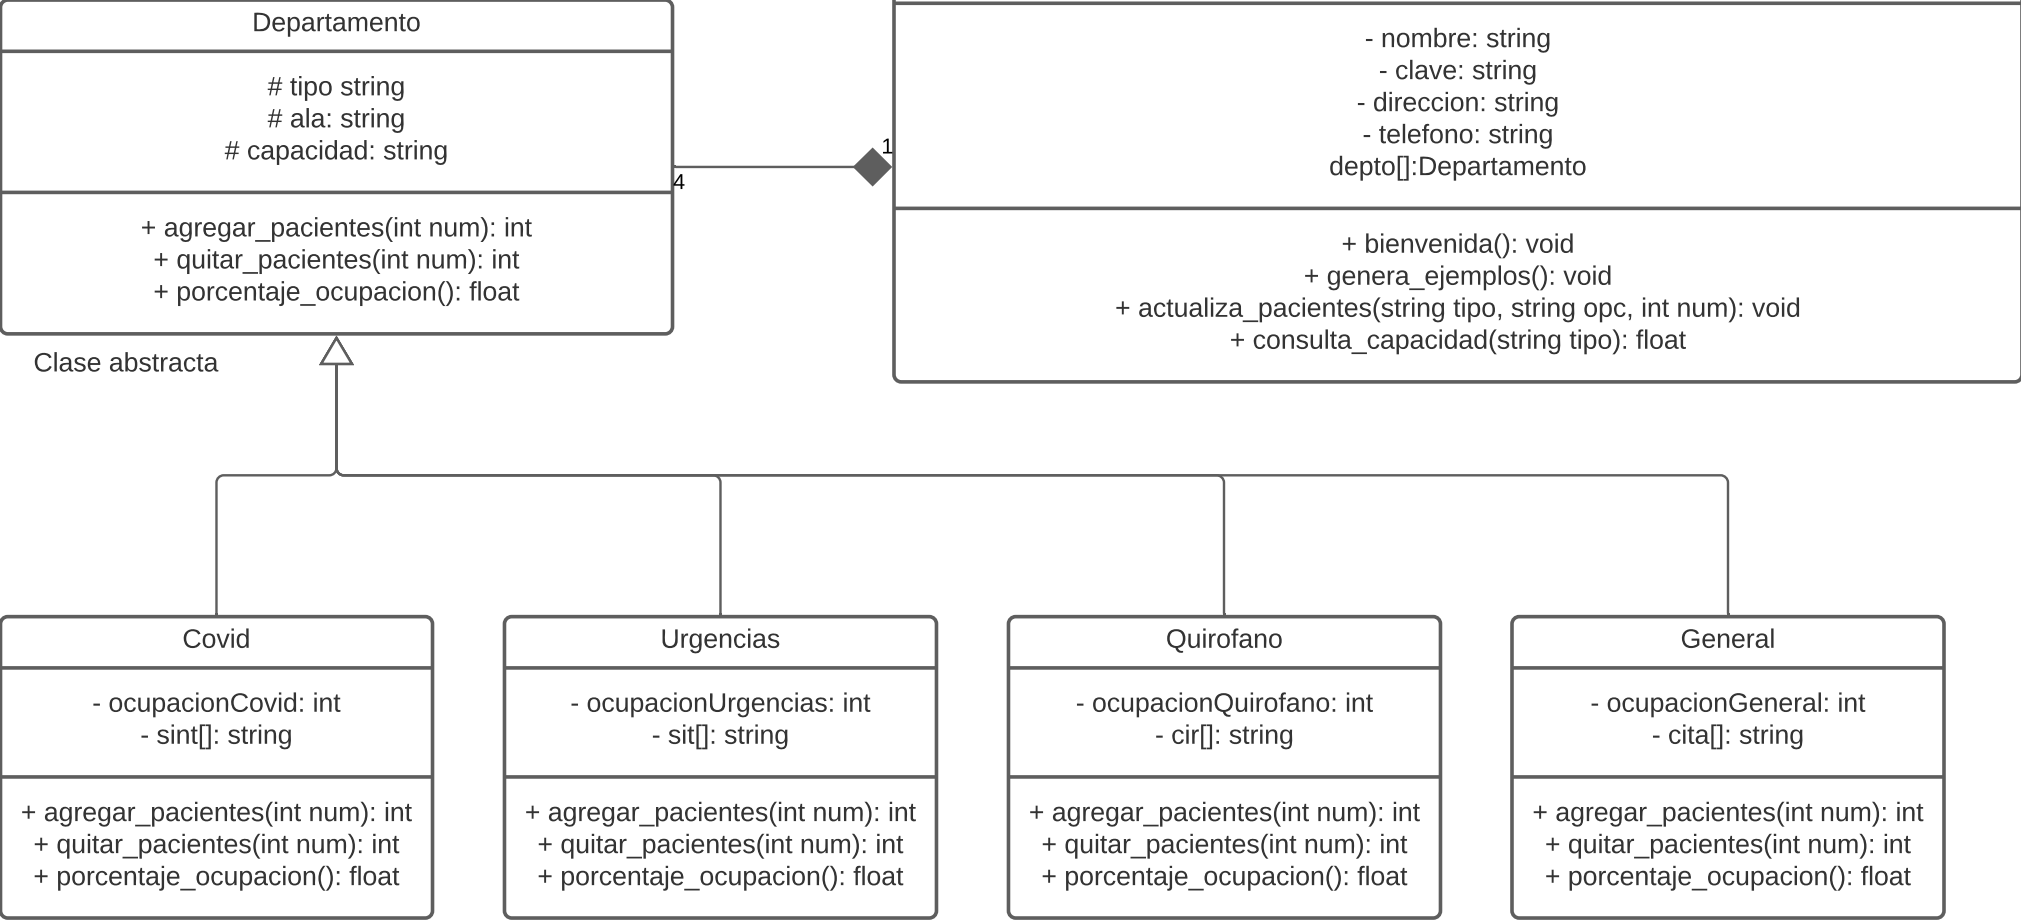 Departamento
# tipo string
# ala: string
# capacidad: string
+ agregar_pacientes(int num): int
+ quitar_pacientes(int num): int
+ porcentaje_ocupacion(): float
Clase abstracta
4
1
- nombre: string
- clave: string
- direccion: string
- telefono: string
depto[]:Departamento
+ bienvenida(): void
+ genera_ejemplos(): void
+ actualiza_pacientes(string tipo, string opc, int num): void
+ consulta_capacidad(string tipo): float
Covid
- ocupacionCovid: int
- sint[]: string
+ agregar_pacientes(int num): int
+ quitar_pacientes(int num): int
+ porcentaje_ocupacion(): float
Urgencias
- ocupacionUrgencias: int
- sit[]: string
+ agregar_pacientes(int num): int
+ quitar_pacientes(int num): int
+ porcentaje_ocupacion(): float
Quirofano
- ocupacionQuirofano: int
- cir[]: string
+ agregar_pacientes(int num): int
+ quitar_pacientes(int num): int
+ porcentaje_ocupacion(): float
General
- ocupacionGeneral: int
- cita[]: string
+ agregar_pacientes(int num): int
+ quitar_pacientes(int num): int
+ porcentaje_ocupacion(): float